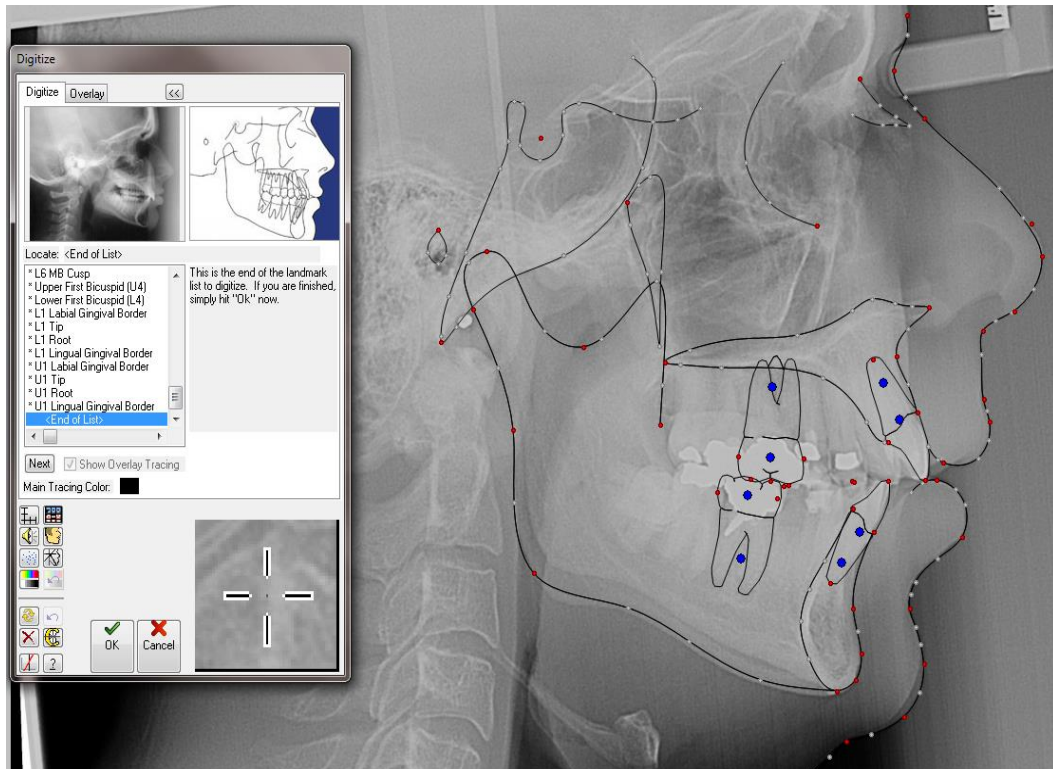 Digitize
Digitize
Overlay
<<
Locate: <End of List>
* L6 MB Cusp
* Upper First Bicuspid (U4)
* Lower First Bicuspid (L4)
* L1 Labial Gingival Border
* L1 Tip
* L1 Root
* L1 Lingual Gingival Border
* U1 Labial Gingival Border
* U1 Tip
* U1 Root
* U1 Lingual Gingival Border
<End of List>
This is the end of the landmark
list to digitize. If you are finished,
simply hit "Ok" now.
Next
Show Overlay Tracing
Main Tracing Color:
OK
Cancel
?